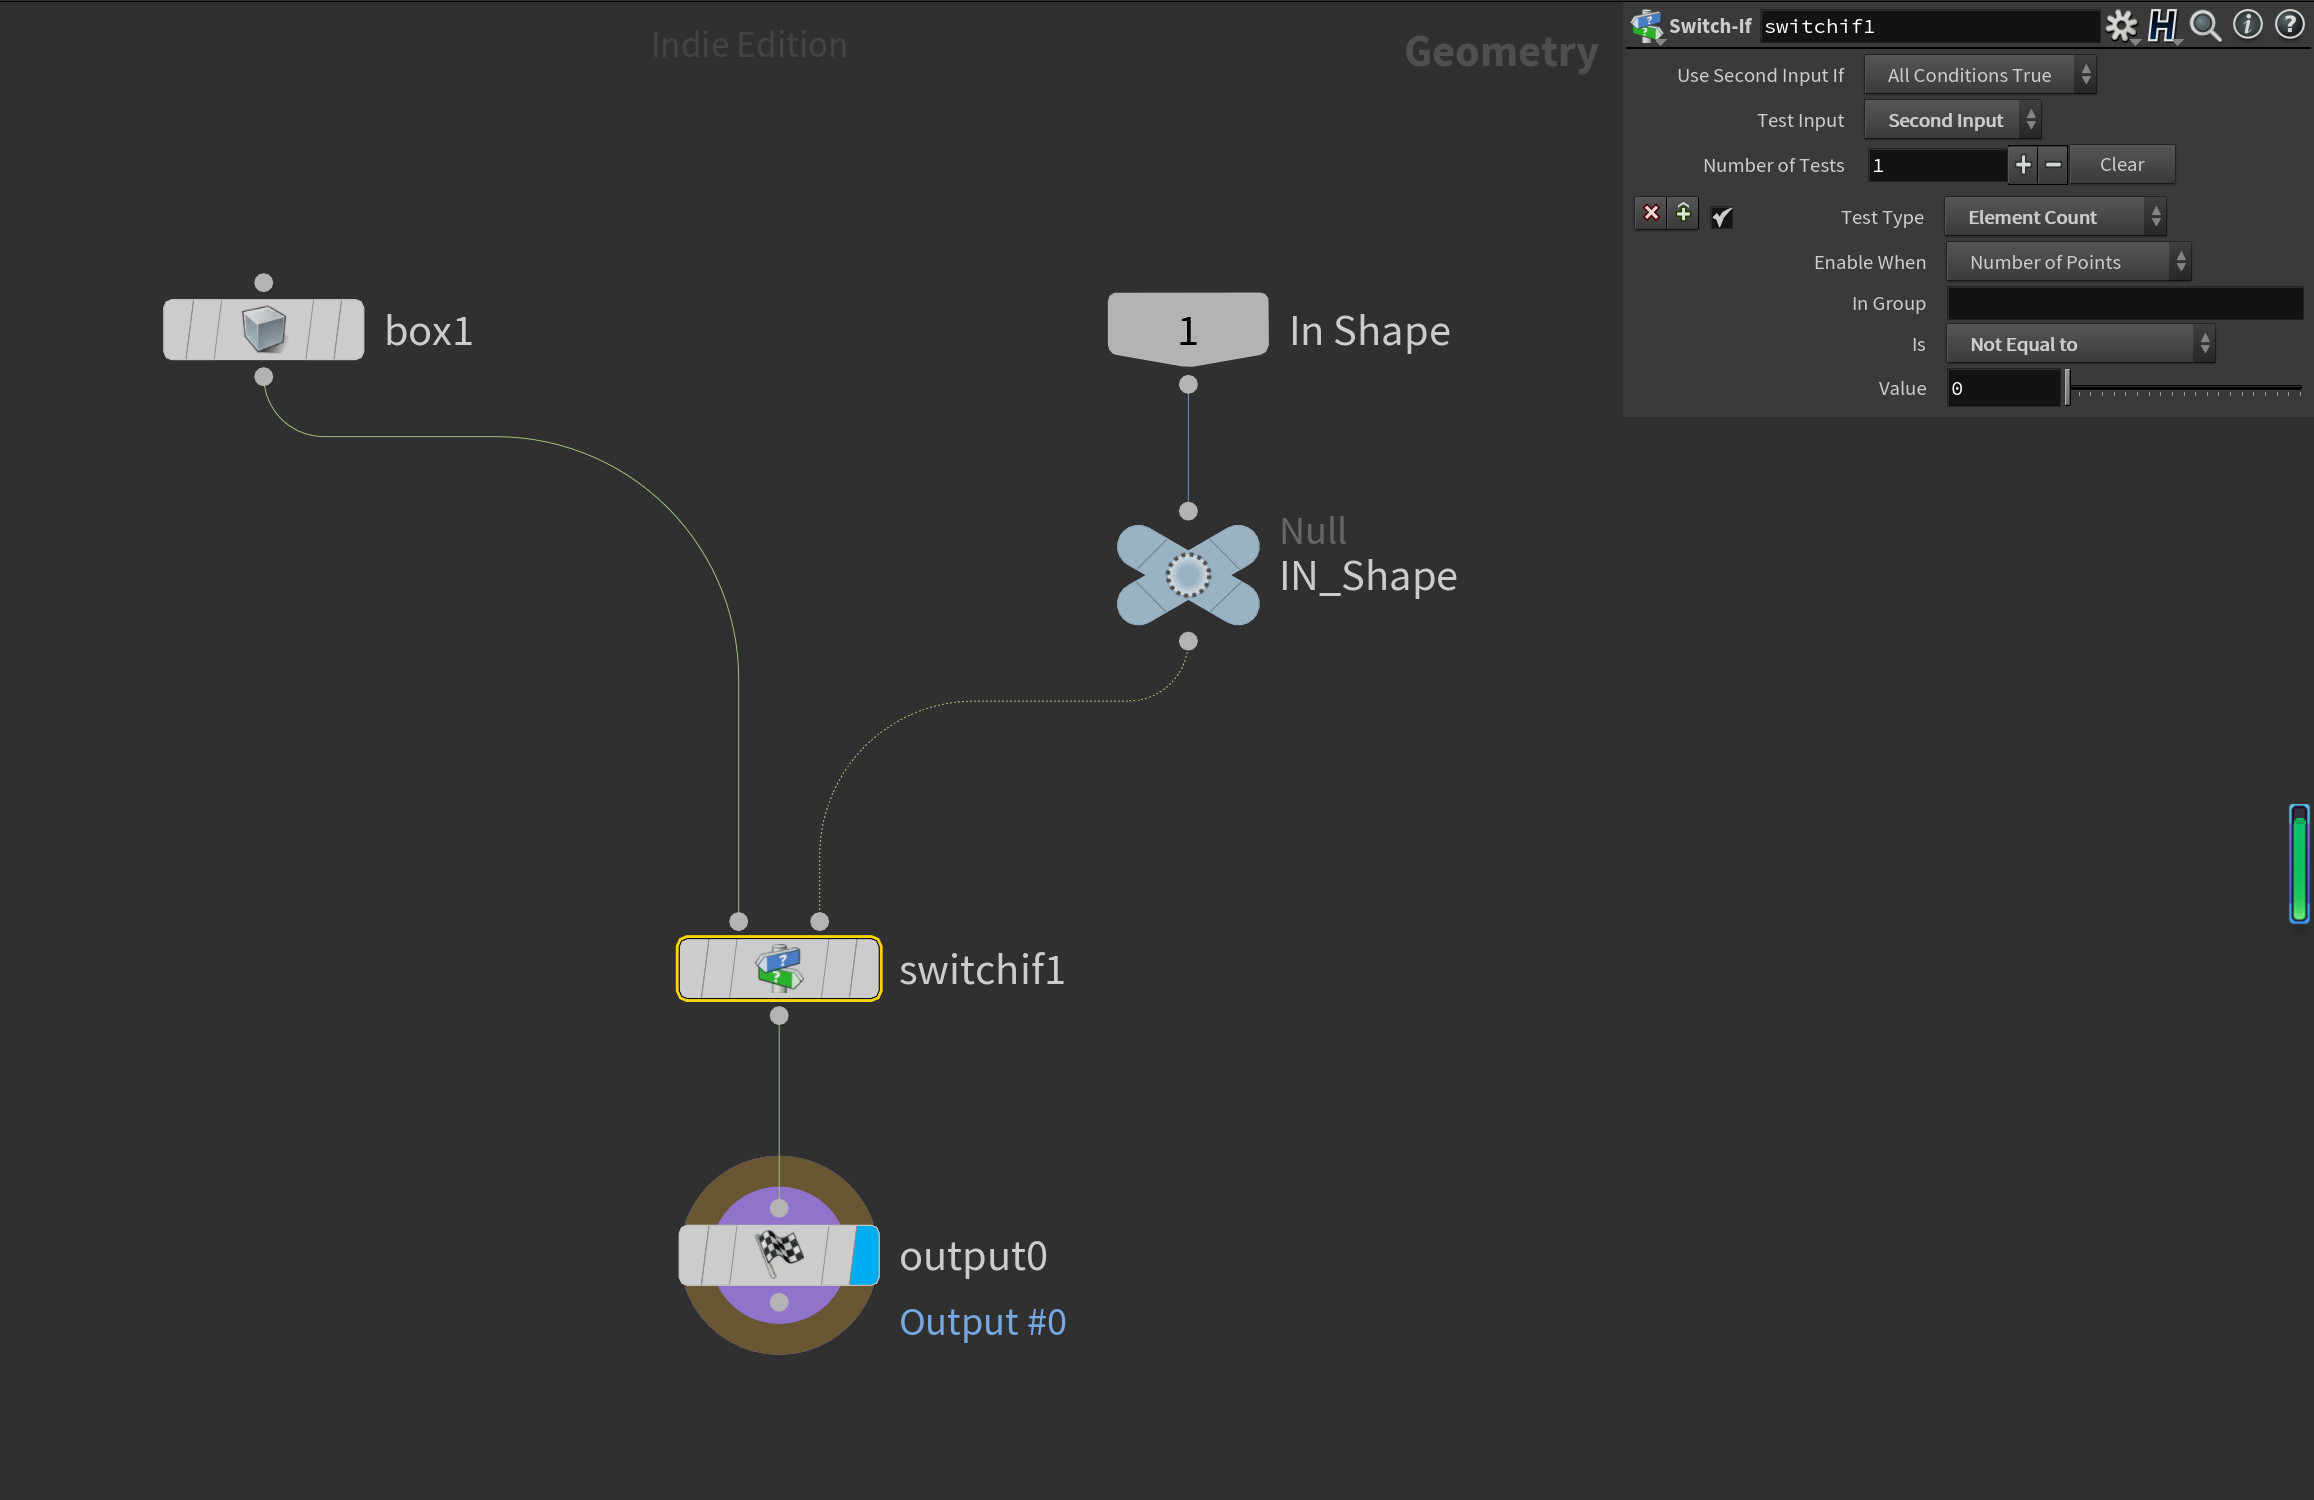 Indie Edition
Geometry
Switch-If switchif1
Use Second Input If All Conditions True
Test Input Second Input
Number of Tests 1 Clear
Test Type Element Count
Enable When Number of Points
In Group
Is Not Equal to
Value 0
box1
1 In Shape
Null
IN_Shape
switchif1
output0
Output #0